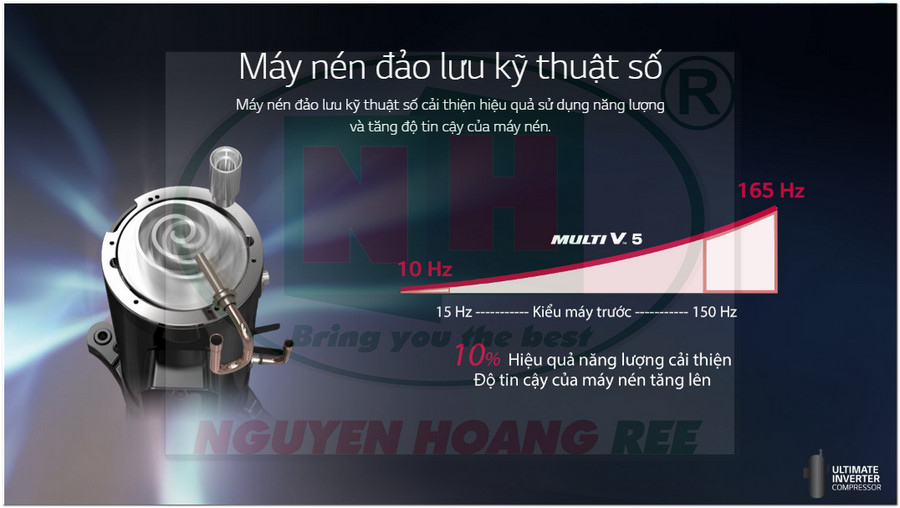 Máy nén đảo lưu kỹ thuật số
Máy nén đảo lưu kỹ thuật số cải thiện hiệu quả sử dụng năng lượng
và tăng độ tin cậy của máy nén.
®
NH
165 Hz
MULTI V™ 5
10 Hz
15 Hz ----------- Kiểu máy trước ----------- 150 Hz
Bring you the best
10% Hiệu quả năng lượng cải thiện
Độ tin cậy của máy nén tăng lên
NGUYEN HOANG REE
ULTIMATE
INVERTER
COMPRESSOR